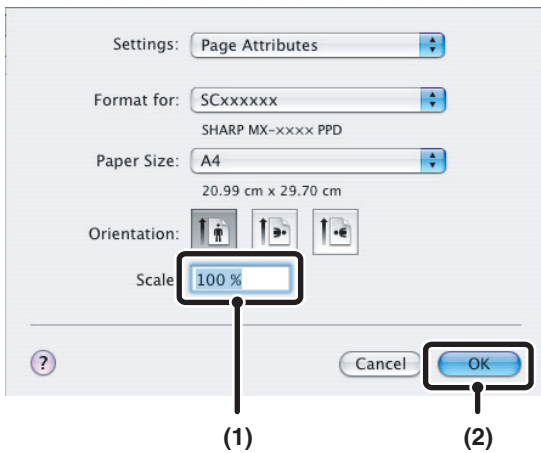 Settings: Page Attributes
Format for: SCxxxxxx
SHARP MX-×××× PPD
Paper Size: A4
20.99 cm x 29.70 cm
Orientation:
Scale 100 %
? Cancel OK
(1) (2)